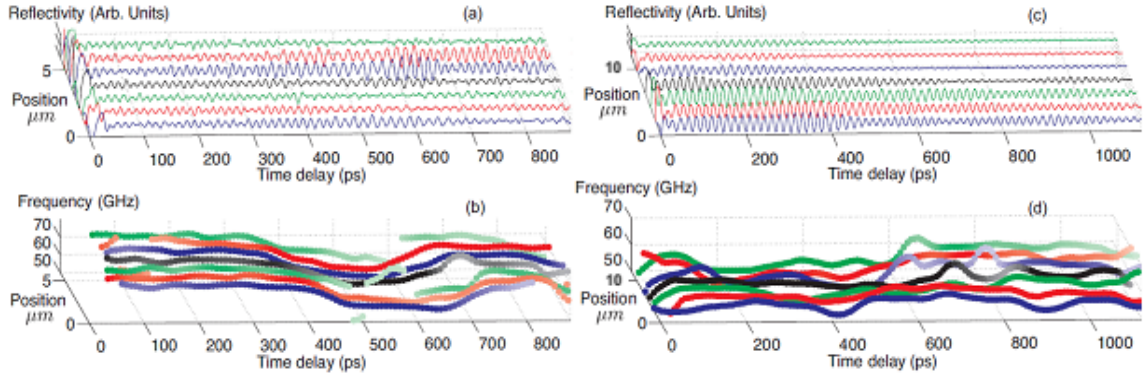 Reflectivity (Arb. Units)
(a)
5
Position
μm
0
0
100
200
300
400
500
600
700
800
Time delay (ps)
Frequency (GHz)
(b)
70
60
50
5
Position
μm
0
0
100
200
300
400
500
600
700
800
Time delay (ps)
Reflectivity (Arb. Units)
(c)
10
Position
μm
0
0
200
400
600
800
1000
Time delay (ps)
Frequency (GHz)
(d)
70
60
50
10
Position
μm
0
0
200
400
600
800
1000
Time delay (ps)